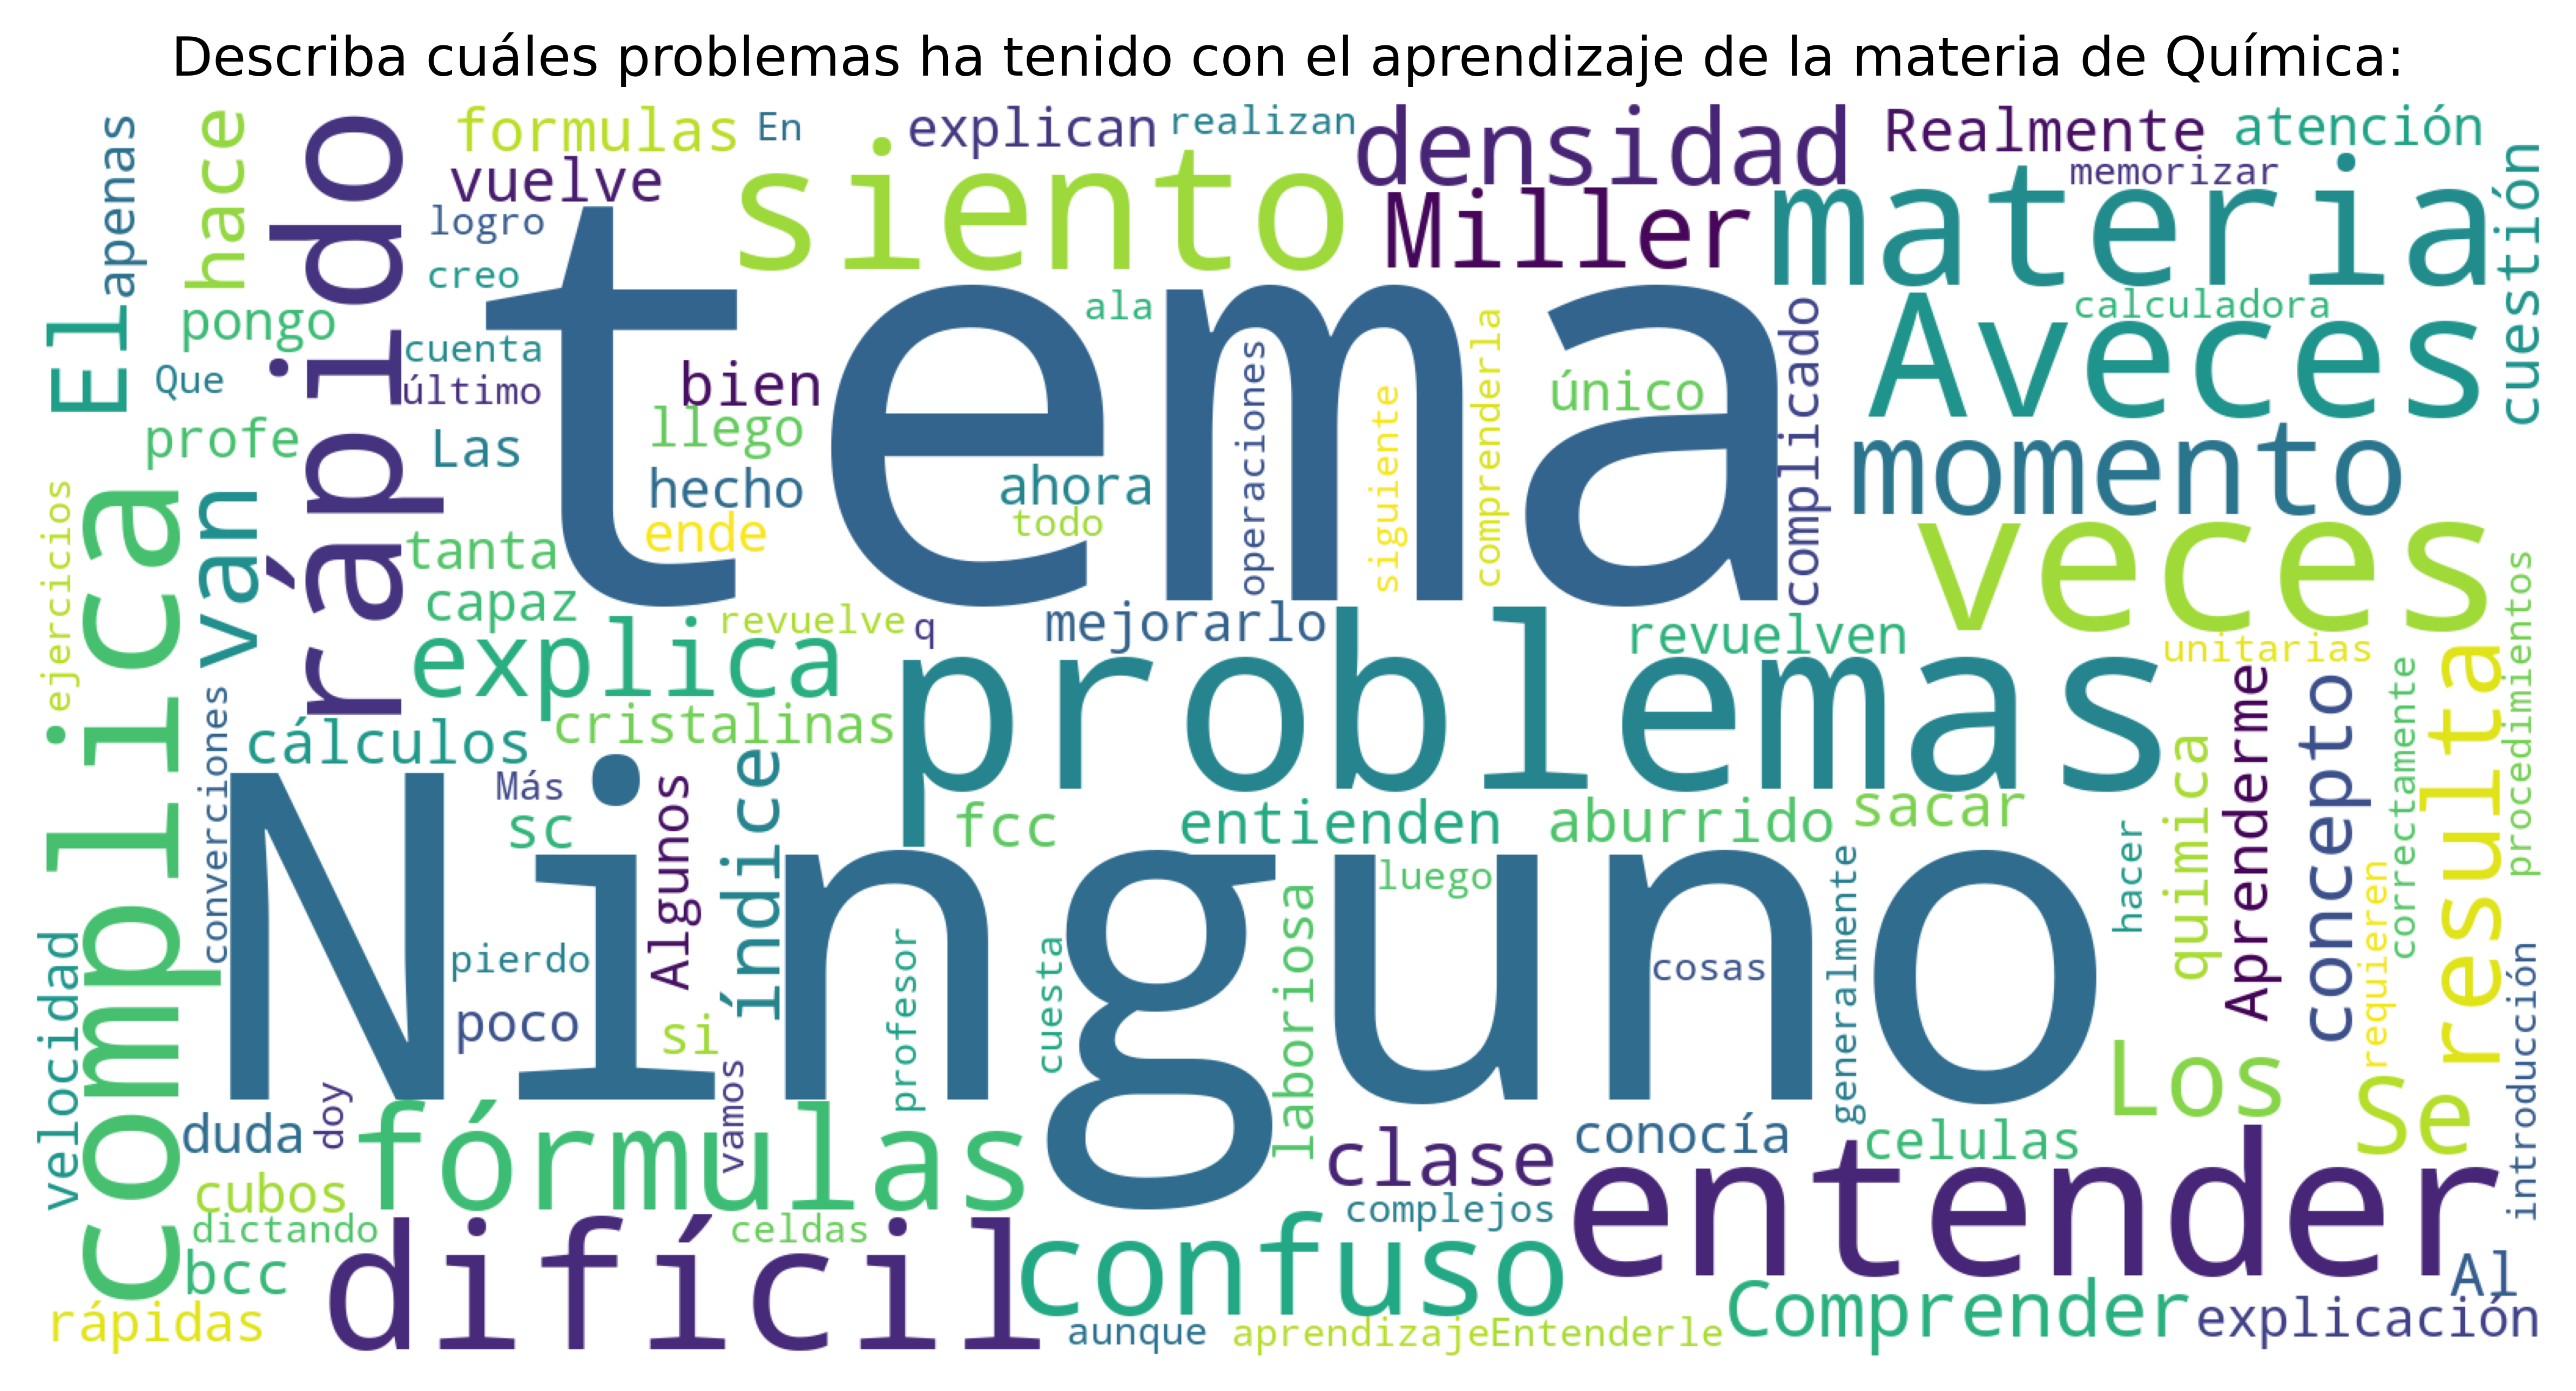 Describa cuáles problemas ha tenido con el aprendizaje de la materia de Química:
formulas
En
explican
realizan
densidad
Realmente
atención
apenas
hace
rápido
vuelve
siento
memorizar
logro
Miller
materia
cuestión
creo
El
pongo
ala
calculadora
cuenta
tema
Aveces
Que
último
bien
único
complicado
profe
Las
llego
operaciones
siguiente
comprenderla
momento
hecho
ahora
ende
todo
veces
ejercicios
complica
ván
tanta
capaz
revuelve
q
mejorarlo
revuelven
unitarias
procedimientos
explica
problemas
resulta
cálculos
cristalinas
converciones
índice
Aprenderme
concepto
correctamente
química
Más
sc
Algunos
fcc
entienden
aburrido
sacar
Ninguno
luego
hacer
generalmente
requieren
pierdo
profesor
cuesta
laboriosa
cosas
velocidad
poco
si
introducción
Los
Se
duda
doy
vamos
fórmulas
clase
conocía
celulas
cubos
complejos
entender
dictando
celdas
difícil
confuso
bcc
Al
rápidas
aunque
aprendizajeEntenderle
Comprender
explicación